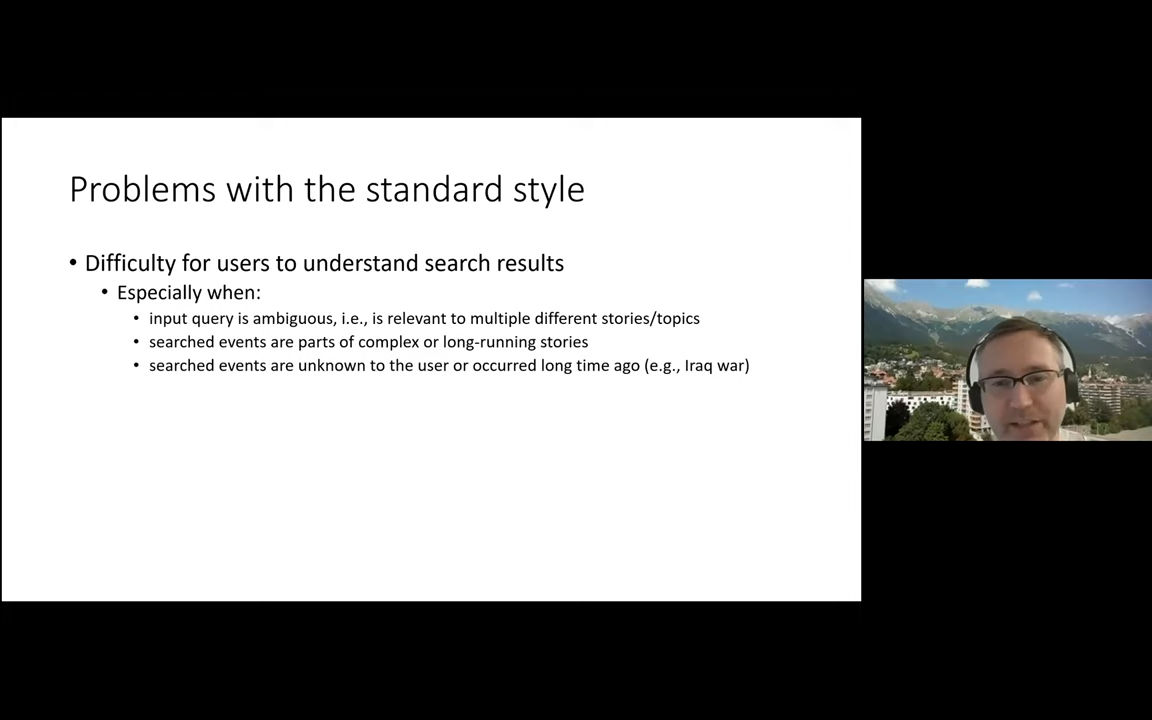 Problems with the standard style
• Difficulty for users to understand search results
• Especially when:
• input query is ambiguous, i.e., is relevant to multiple different stories/topics
• searched events are parts of complex or long-running stories
• searched events are unknown to the user or occurred long time ago (e.g., Iraq war)